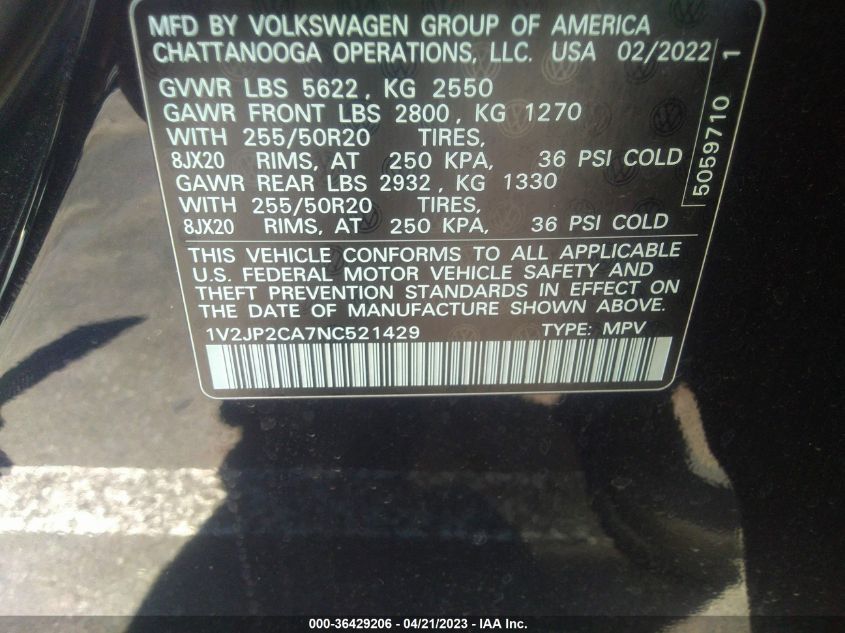 MFD BY VOLKSWAGEN GROUP OF AMERICA
CHATTANOOGA OPERATIONS, LLC. USA 02/2022
GVWR LBS 5622, KG 2550
GAWR FRONT LBS 2800, KG 1270
WITH 255/50R20 TIRES,
8JX20 RIMS, AT 250 KPA, 36 PSI COLD
GAWR REAR LBS 2932, KG 1330
WITH 255/50R20 TIRES,
8JX20 RIMS, AT 250 KPA, 36 PSI COLD
5059710 1
THIS VEHICLE CONFORMS TO ALL APPLICABLE
U.S. FEDERAL MOTOR VEHICLE SAFETY AND
THEFT PREVENTION STANDARDS IN EFFECT ON
THE DATE OF MANUFACTURE SHOWN ABOVE.
1V2JP2CA7NC521429 TYPE: MPV
000-36429206 - 04/21/2023 - IAA Inc.